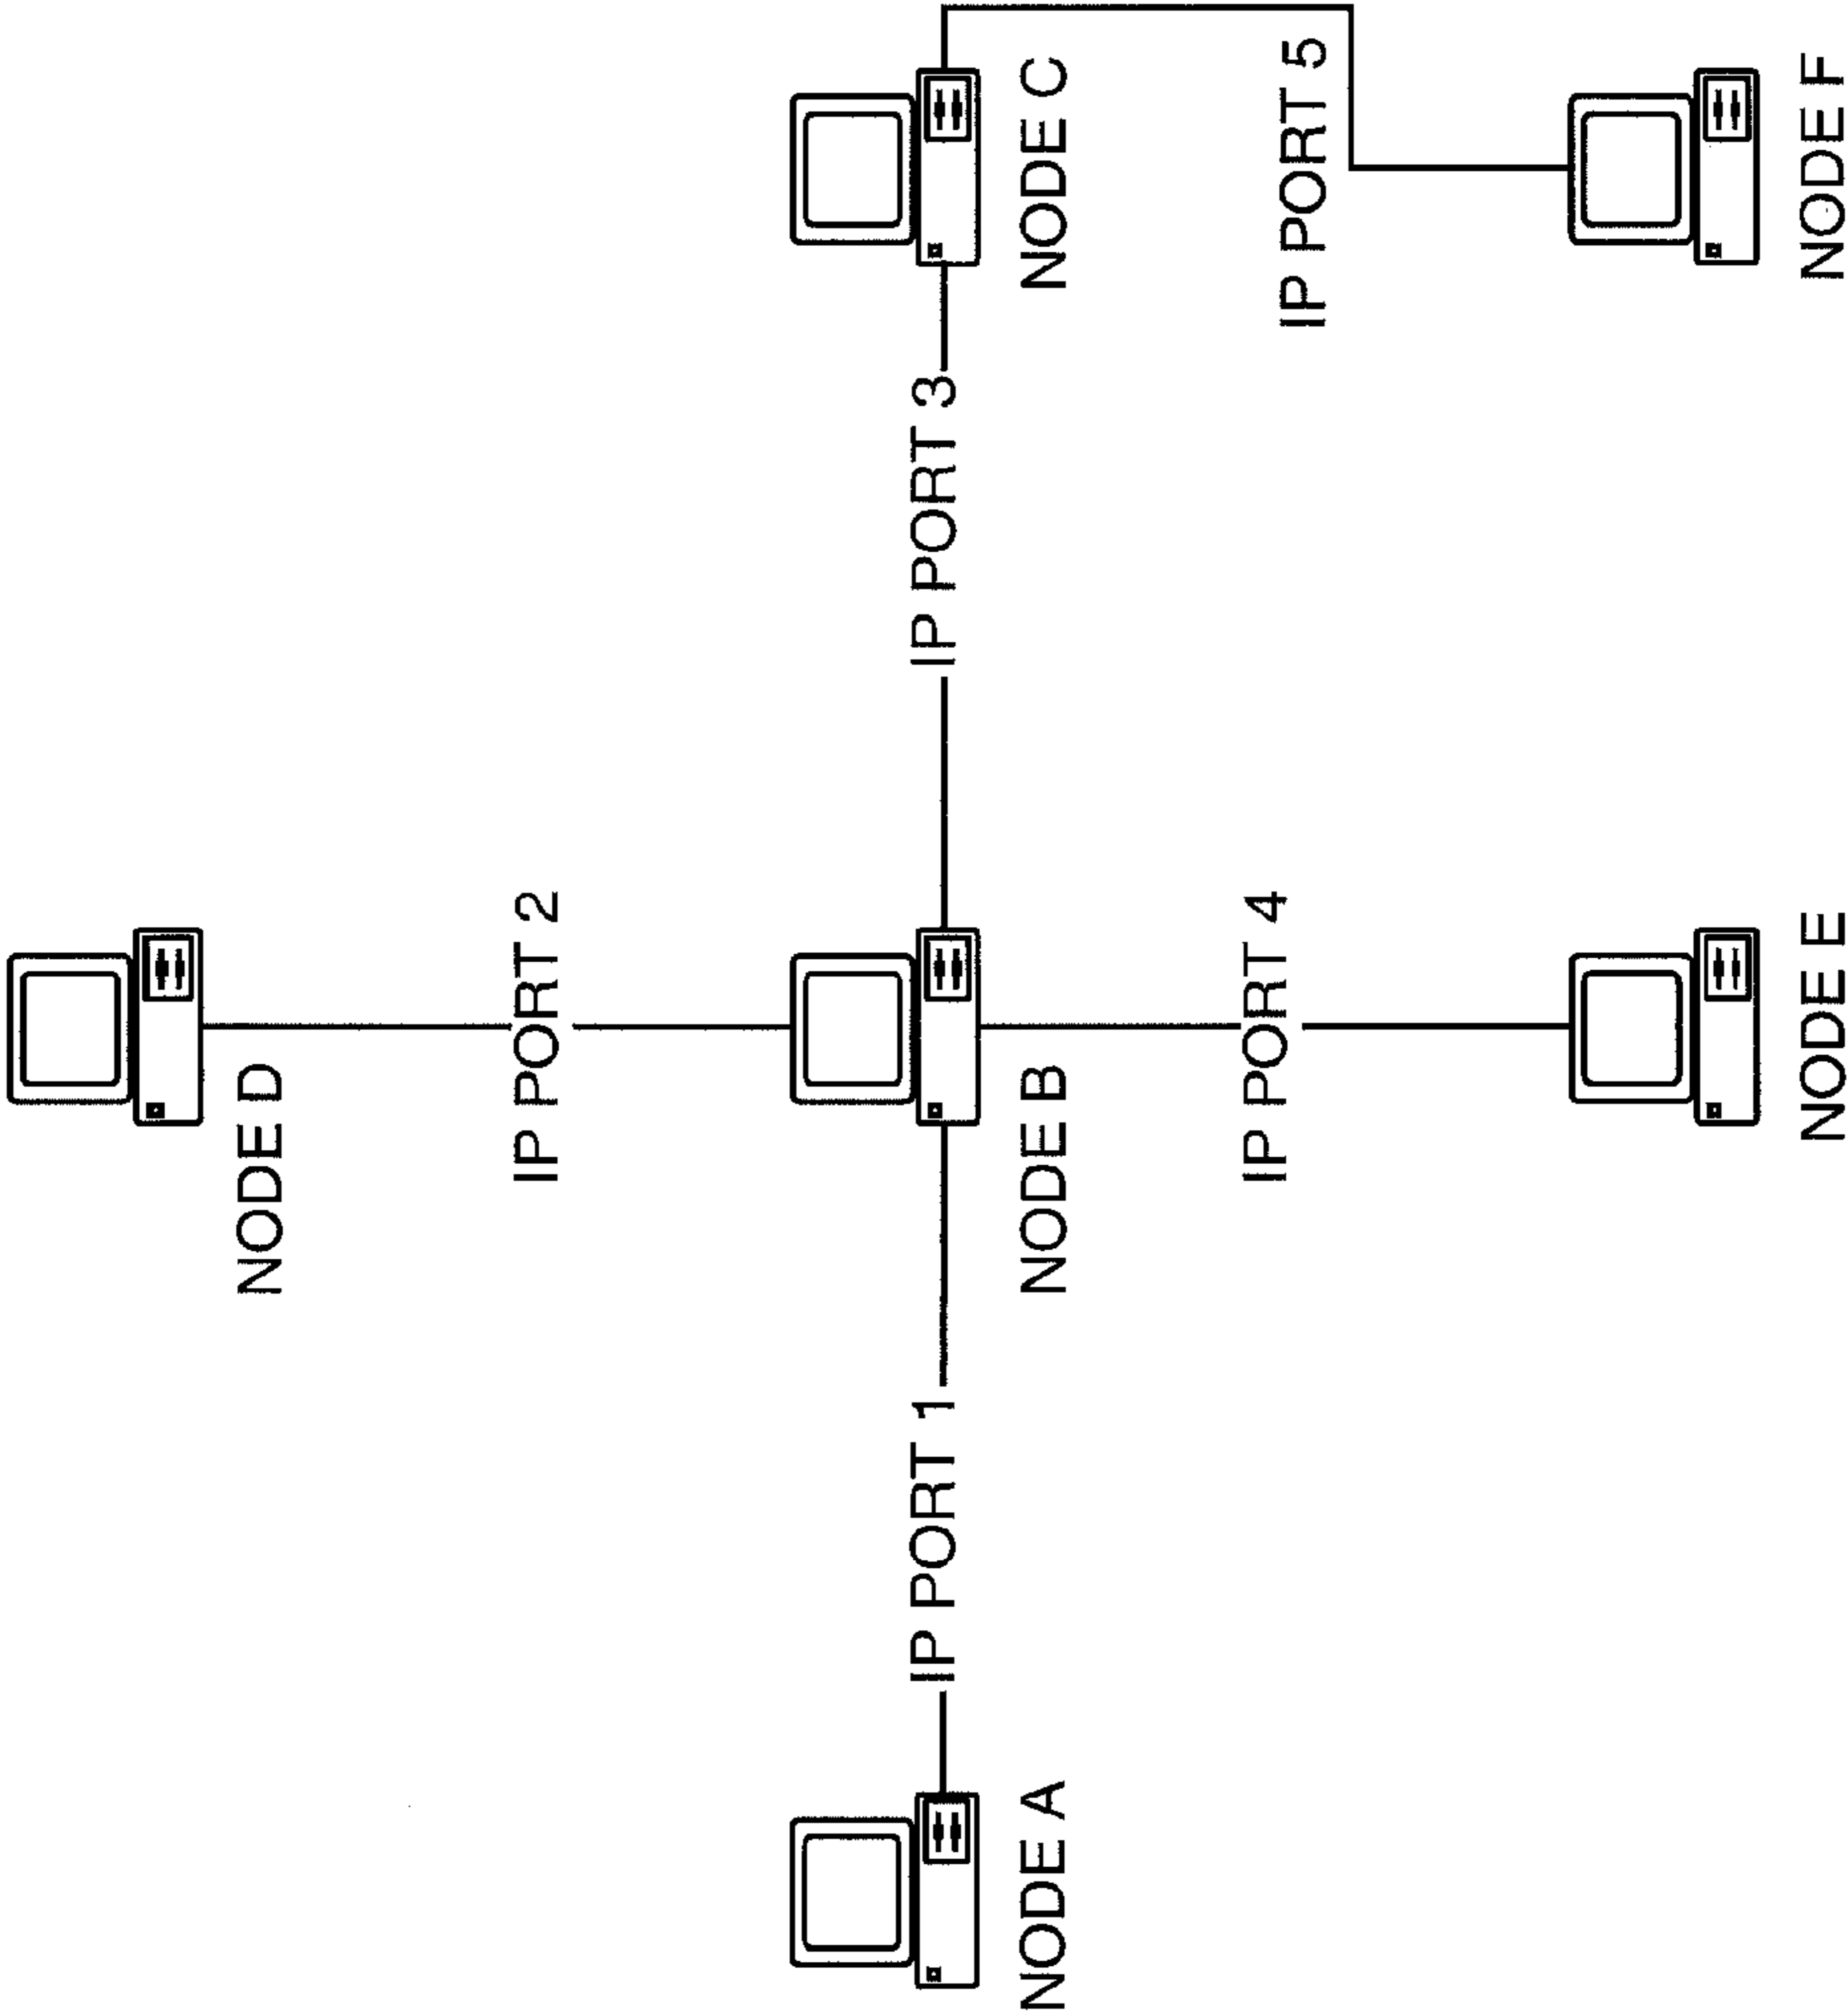 NODE D
IP PORT 2
NODE A
IP PORT 1
NODE B
IP PORT 3
NODE C
IP PORT 4
IP PORT 5
NODE E
NODE F